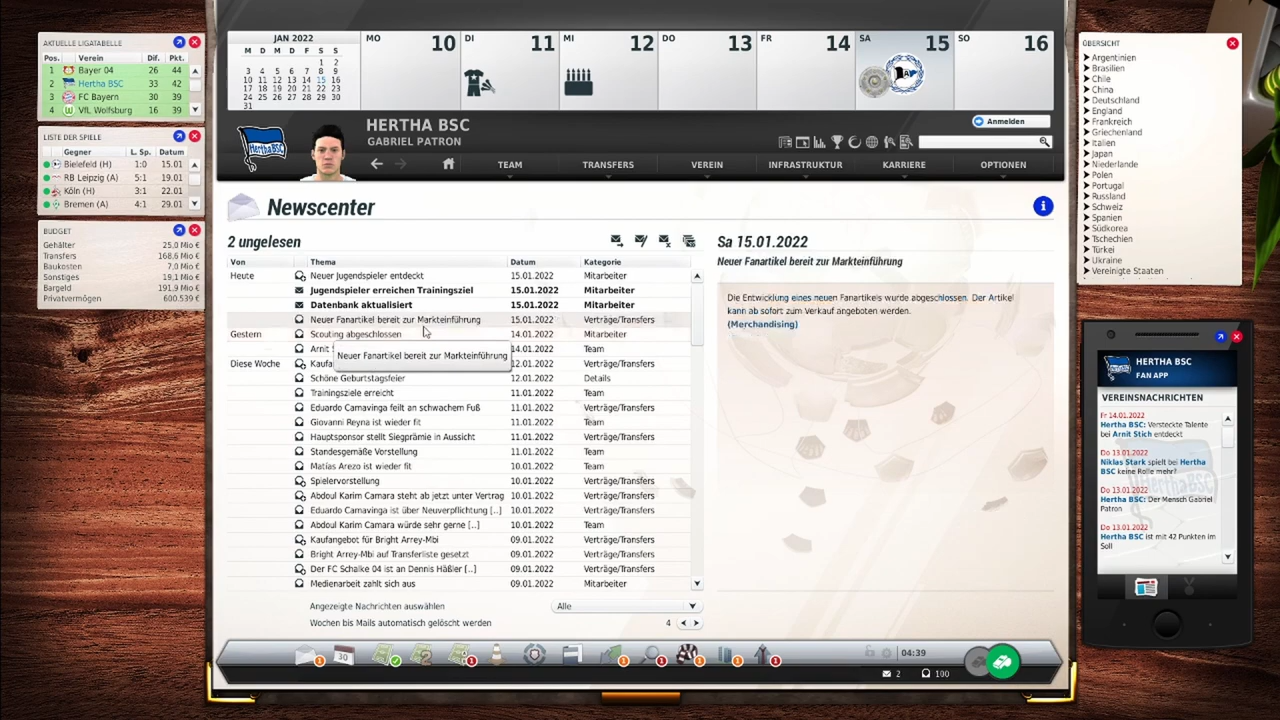 AKTUELLE LIGATABELLE
Pos. Verein Dif. Pkt.
1 Bayer 04 26 44
2 Hertha BSC 33 42
3 FC Bayern 30 39
4 VfL Wolfsburg 16 39
LISTE DER SPIELE
Gegner L. Sp. Datum
Bielefeld (H) 1:0 15.01
RB Leipzig (A) 5:1 19.01
Köln (H) 3:1 22.01
Bremen (A) 4:1 29.01
BUDGET
Gehälter 25,0 Mio €
Transfers 168,6 Mio €
Baukosten 7,0 Mio €
Sonstiges 19,1 Mio €
Bargeld 191,9 Mio €
Privatvermögen 600.539 €
JAN 2022
M D M D F S S
1 2
3 4 5 6 7 8 9
10 11 12 13 14 15 16
17 18 19 20 21 22 23
24 25 26 27 28 29 30
31
MO 10 DI 11 MI 12 DO 13 FR 14 SA 15 SO 16
HERTHA BSC
GABRIEL PATRON
Anmelden
TEAM TRANSFERS VEREIN INFRASTRUKTUR KARRIERE OPTIONEN
Newscenter
2 ungelesen
Von Thema Datum Kategorie
Heute Neuer Jugendspieler entdeckt 15.01.2022 Mitarbeiter
Jugendspieler erreichen Trainingsziel 15.01.2022 Mitarbeiter
Datenbank aktualisiert 15.01.2022 Mitarbeiter
Neuer Fanartikel bereit zur Markteinführung 15.01.2022 Verträge/Transfers
Gestern Scouting abgeschlossen 14.01.2022 Mitarbeiter
Arnit 14.01.2022 Team
Neuer Fanartikel bereit zur Markteinführung
Diese Woche Kaufa 12.01.2022 Verträge/Transfers
Schöne Geburtstagsfeier 12.01.2022 Details
Trainingsziele erreicht 11.01.2022 Team
Eduardo Camavinga feilt an schwachem Fuß 11.01.2022 Verträge/Transfers
Giovanni Reyna ist wieder fit 11.01.2022 Team
Hauptsponsor stellt Siegprämie in Aussicht 11.01.2022 Verträge/Transfers
Standesgemäße Vorstellung 11.01.2022 Team
Matías Arezo ist wieder fit 10.01.2022 Team
Spielervorstellung 10.01.2022 Verträge/Transfers
Abdoul Karim Camara steht ab jetzt unter Vertrag 10.01.2022 Verträge/Transfers
Eduardo Camavinga ist über Neuverpflichtung [..] 10.01.2022 Verträge/Transfers
Abdoul Karim Camara würde sehr gerne [..] 10.01.2022 Team
Kaufangebot für Bright Arrey-Mbi 09.01.2022 Verträge/Transfers
Bright Arrey-Mbi auf Transferliste gesetzt 09.01.2022 Verträge/Transfers
Der FC Schalke 04 ist an Dennis Häßler [..] 09.01.2022 Verträge/Transfers
Medienarbeit zahlt sich aus 09.01.2022 Mitarbeiter
Angezeigte Nachrichten auswählen Alle
Wochen bis Mails automatisch gelöscht werden 4
Sa 15.01.2022
Neuer Fanartikel bereit zur Markteinführung
Die Entwicklung eines neuen Fanartikels wurde abgeschlossen. Der Artikel
kann ab sofort zum Verkauf angeboten werden.
(Merchandising)
04:39
2 100
ÜBERSICHT
Argentinien
Brasilien
Chile
China
Deutschland
England
Frankreich
Griechenland
Italien
Japan
Niederlande
Polen
Portugal
Russland
Schweiz
Spanien
Südkorea
Tschechien
Türkei
Ukraine
Vereinigte Staaten
HERTHA BSC
FAN APP
VEREINSNACHRICHTEN
Fr 14.01.2022
Hertha BSC: Versteckte Talente
bei Arnit Stich entdeckt
Do 13.01.2022
Niklas Stark spielt bei Hertha
BSC keine Rolle mehr?
Do 13.01.2022
Hertha BSC: Der Mensch Gabriel
Patron
Do 13.01.2022
Hertha BSC ist mit 42 Punkten im
Soll